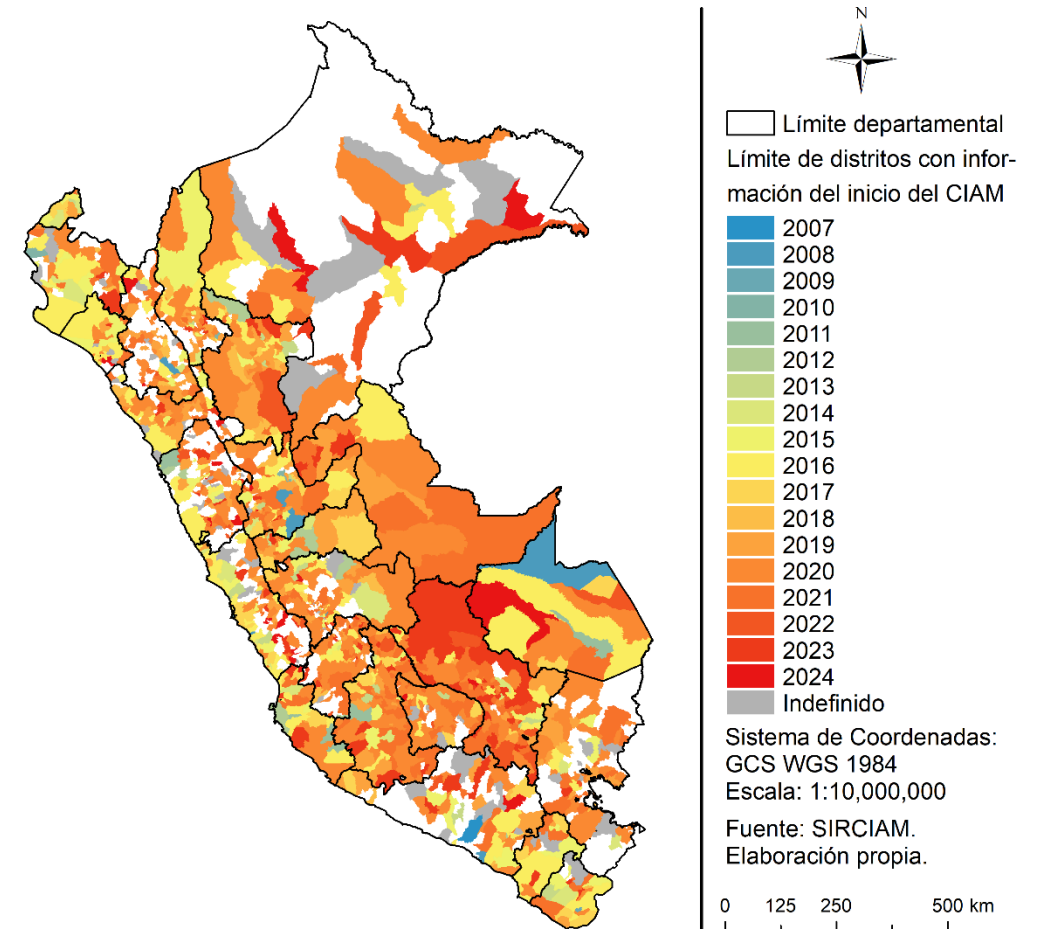 N
Límite departamental
Límite de distritos con infor-
mación del inicio del CIAM
2007
2008
2009
2010
2011
2012
2013
2014
2015
2016
2017
2018
2019
2020
2021
2022
2023
2024
Indefinido
Sistema de Coordenadas:
GCS WGS 1984
Escala: 1:10,000,000
Fuente: SIRCIAM.
Elaboración propia.
0 125 250 500 km